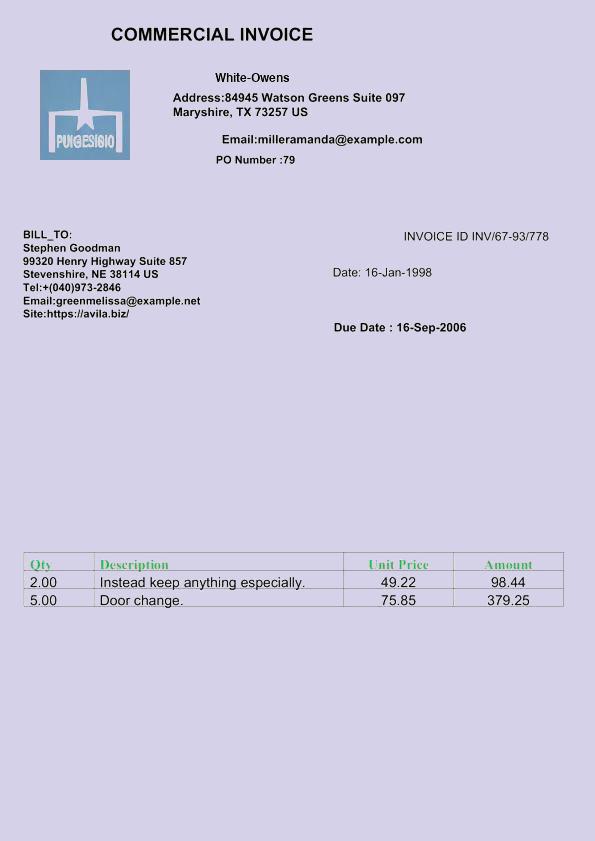 COMMERCIAL INVOICE
White-Owens
Address:84945 Watson Greens Suite 097
Maryshire, TX 73257 US
Email:milleramanda@example.com
PO Number :79
PUIGESIGIO
BILL_TO:
Stephen Goodman
99320 Henry Highway Suite 857
Stevenshire, NE 38114 US
Tel:+(040)973-2846
Email:greenmelissa@example.net
Site:https://avila.biz/
INVOICE ID INV/67-93/778
Date: 16-Jan-1998
Due Date : 16-Sep-2006
Qty Description Unit Price Amount
2.00 Instead keep anything especially. 49.22 98.44
5.00 Door change. 75.85 379.25